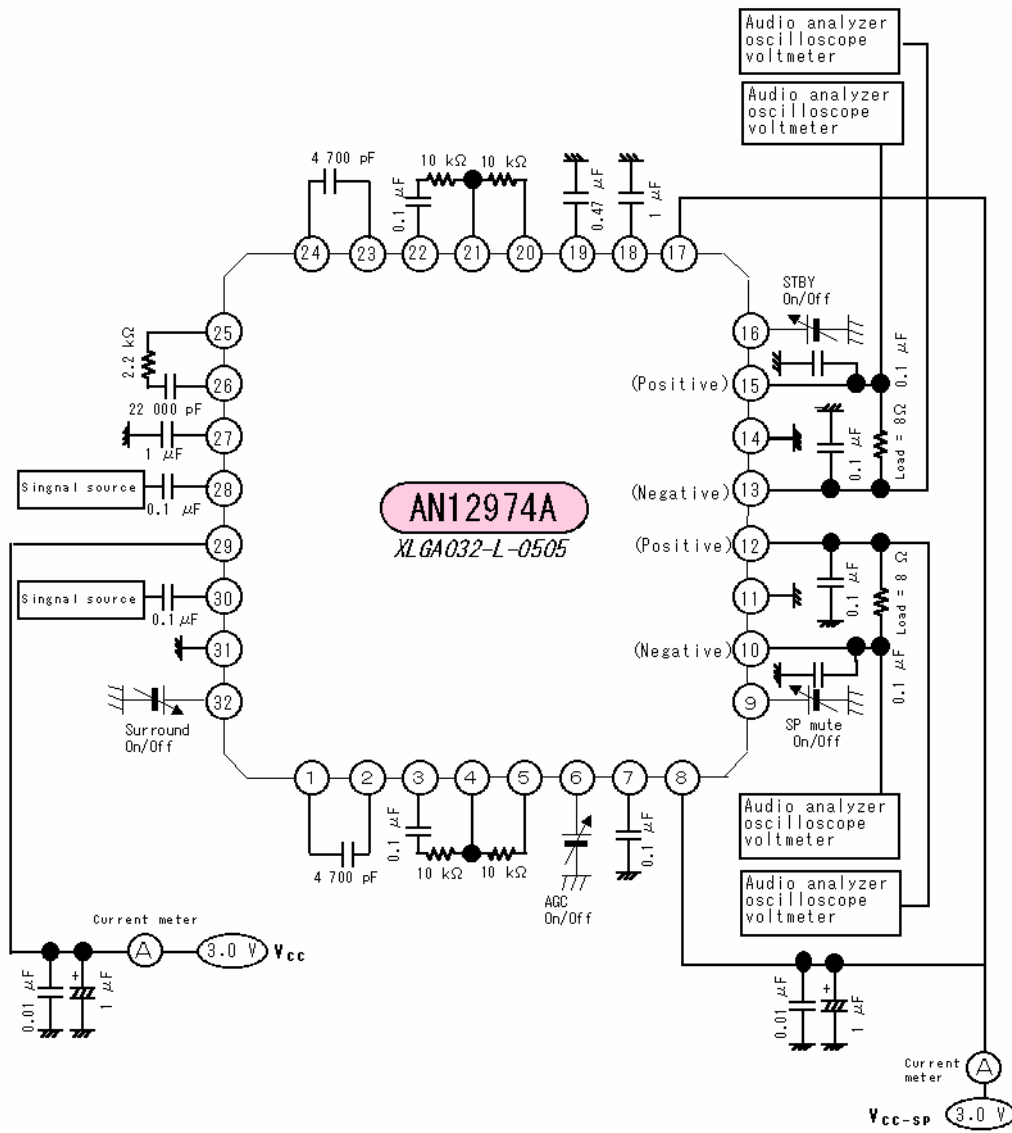 Audio analyzer
oscilloscope
voltmeter
Audio analyzer
oscilloscope
voltmeter
4 700 pF
10 kΩ
10 kΩ
0.1 μF
0.47 μF
1 μF
24
23
22
21
20
19
18
17
STBY
On/Off
25
16
2.2 kΩ
0.1 μF
26
(Positive)
15
22 000 pF
27
14
1 μF
0.1 μF
Load = 8Ω
Singnal source
28
(Negative)
13
0.1 μF
AN12974A
29
XLGA032-L-0505
(Positive)
12
Singnal source
30
11
0.1 μF
Load = 8 Ω
0.1 μF
31
(Negative)
10
0.1 μF
32
9
Surround
On/Off
SP mute
On/Off
1
2
3
4
5
6
7
8
0.1 μF
0.1 μF
4 700 pF
10 kΩ
10 kΩ
Audio analyzer
oscilloscope
voltmeter
AGC
On/Off
Audio analyzer
oscilloscope
voltmeter
Current meter
A
3.0 V
Vcc
+
0.01 μF
1 μF
+
0.01 μF
1 μF
Current
meter
A
Vcc-SP
3.0 V